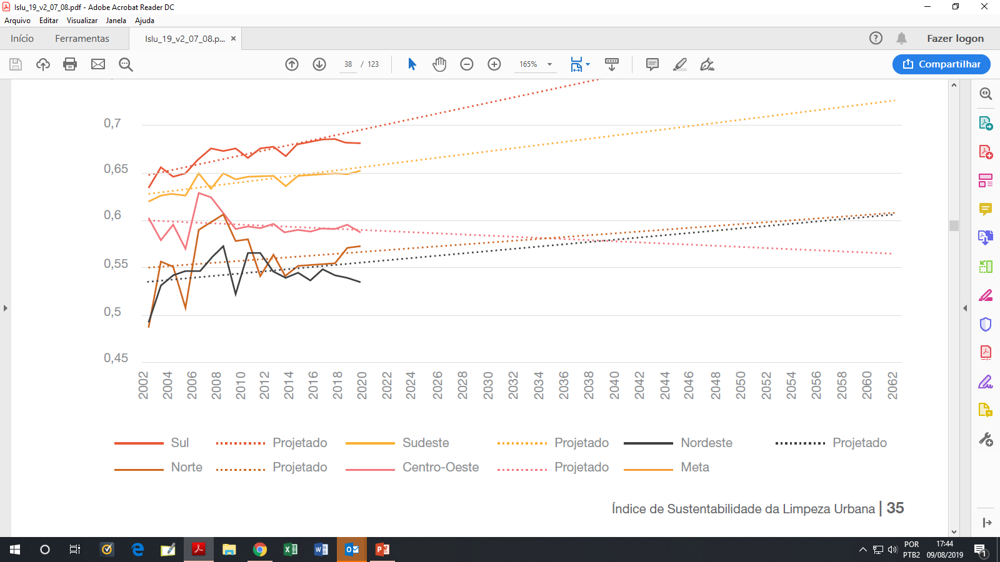 Islu_19_v2_07_08.pdf - Adobe Acrobat Reader DC
Arquivo Editar Visualizar Janela Ajuda
Início Ferramentas Islu_19_v2_07_08.p... × Fazer logon
38 / 123 165% Compartilhar
0,7
0,65
0,6
0,55
0,5
0,45
2002 2004 2006 2008 2010 2012 2014 2016 2018 2020 2022 2024 2026 2028 2030 2032 2034 2036 2038 2040 2042 2044 2046 2048 2050 2052 2054 2056 2058 2060 2062
Sul Projetado Sudeste Projetado Nordeste Projetado
Norte Projetado Centro-Oeste Projetado Meta
Índice de Sustentabilidade da Limpeza Urbana | 35
POR 17:44
PTB2 09/08/2019 1